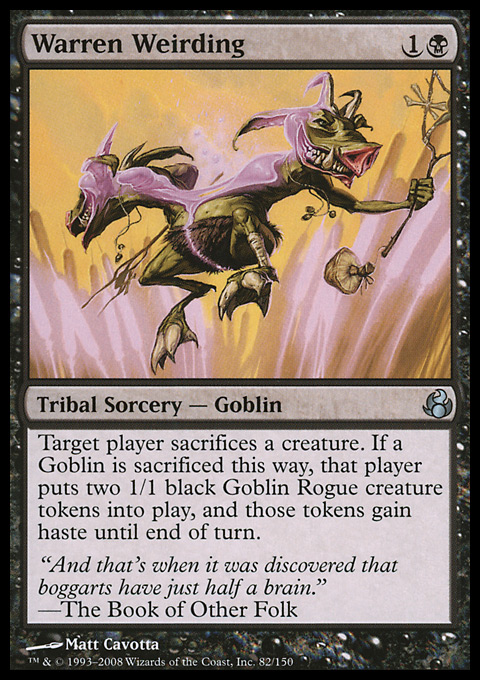 Warren Weirding 1
Tribal Sorcery — Goblin
Target player sacrifices a creature. If a
Goblin is sacrificed this way, that player
puts two 1/1 black Goblin Rogue creature
tokens into play, and those tokens gain
haste until end of turn.
“And that’s when it was discovered that
boggarts have just half a brain.”
—The Book of Other Folk
Matt Cavotta
™ & © 1993–2008 Wizards of the Coast, Inc. 82/150